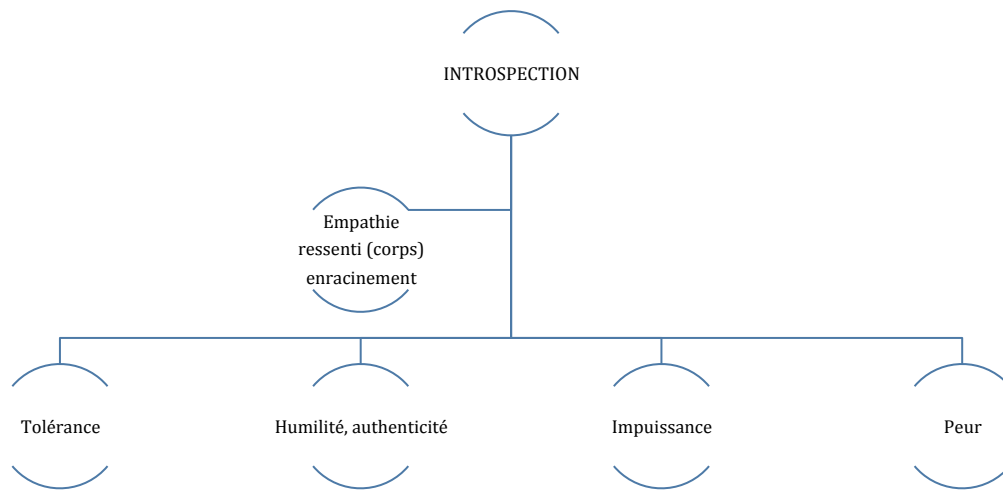 INTROSPECTION
Empathie
ressenti (corps)
enracinement
Tolérance
Humilité, authenticité
Impuissance
Peur